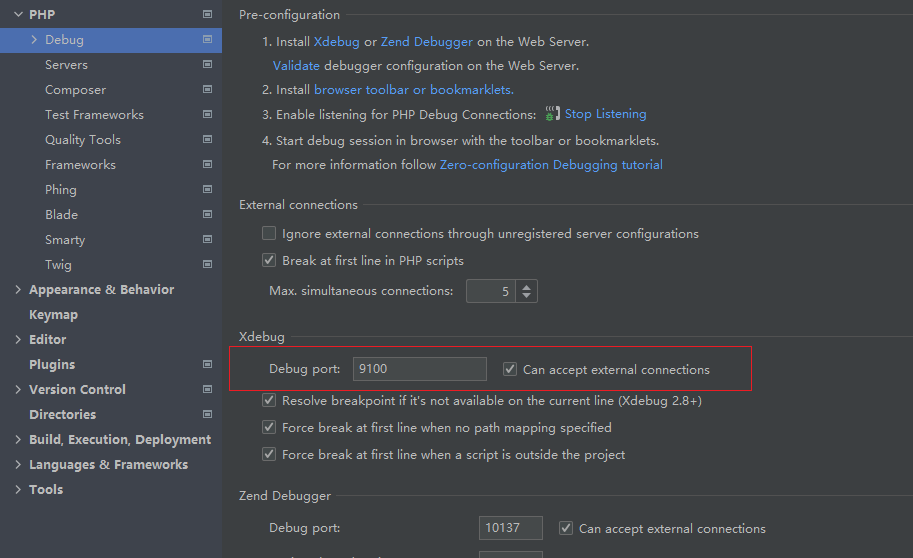 PHP
Debug
Servers
Composer
Test Frameworks
Quality Tools
Frameworks
Phing
Blade
Smarty
Twig
Appearance & Behavior
Keymap
Editor
Plugins
Version Control
Directories
Build, Execution, Deployment
Languages & Frameworks
Tools
Pre-configuration
1. Install Xdebug or Zend Debugger on the Web Server.
Validate debugger configuration on the Web Server.
2. Install browser toolbar or bookmarklets.
3. Enable listening for PHP Debug Connections: Stop Listening
4. Start debug session in browser with the toolbar or bookmarklets.
For more information follow Zero-configuration Debugging tutorial
External connections
Ignore external connections through unregistered server configurations
Break at first line in PHP scripts
Max. simultaneous connections: 5
Xdebug
Debug port: 9100 Can accept external connections
Resolve breakpoint if it's not available on the current line (Xdebug 2.8+)
Force break at first line when no path mapping specified
Force break at first line when a script is outside the project
Zend Debugger
Debug port: 10137 Can accept external connections